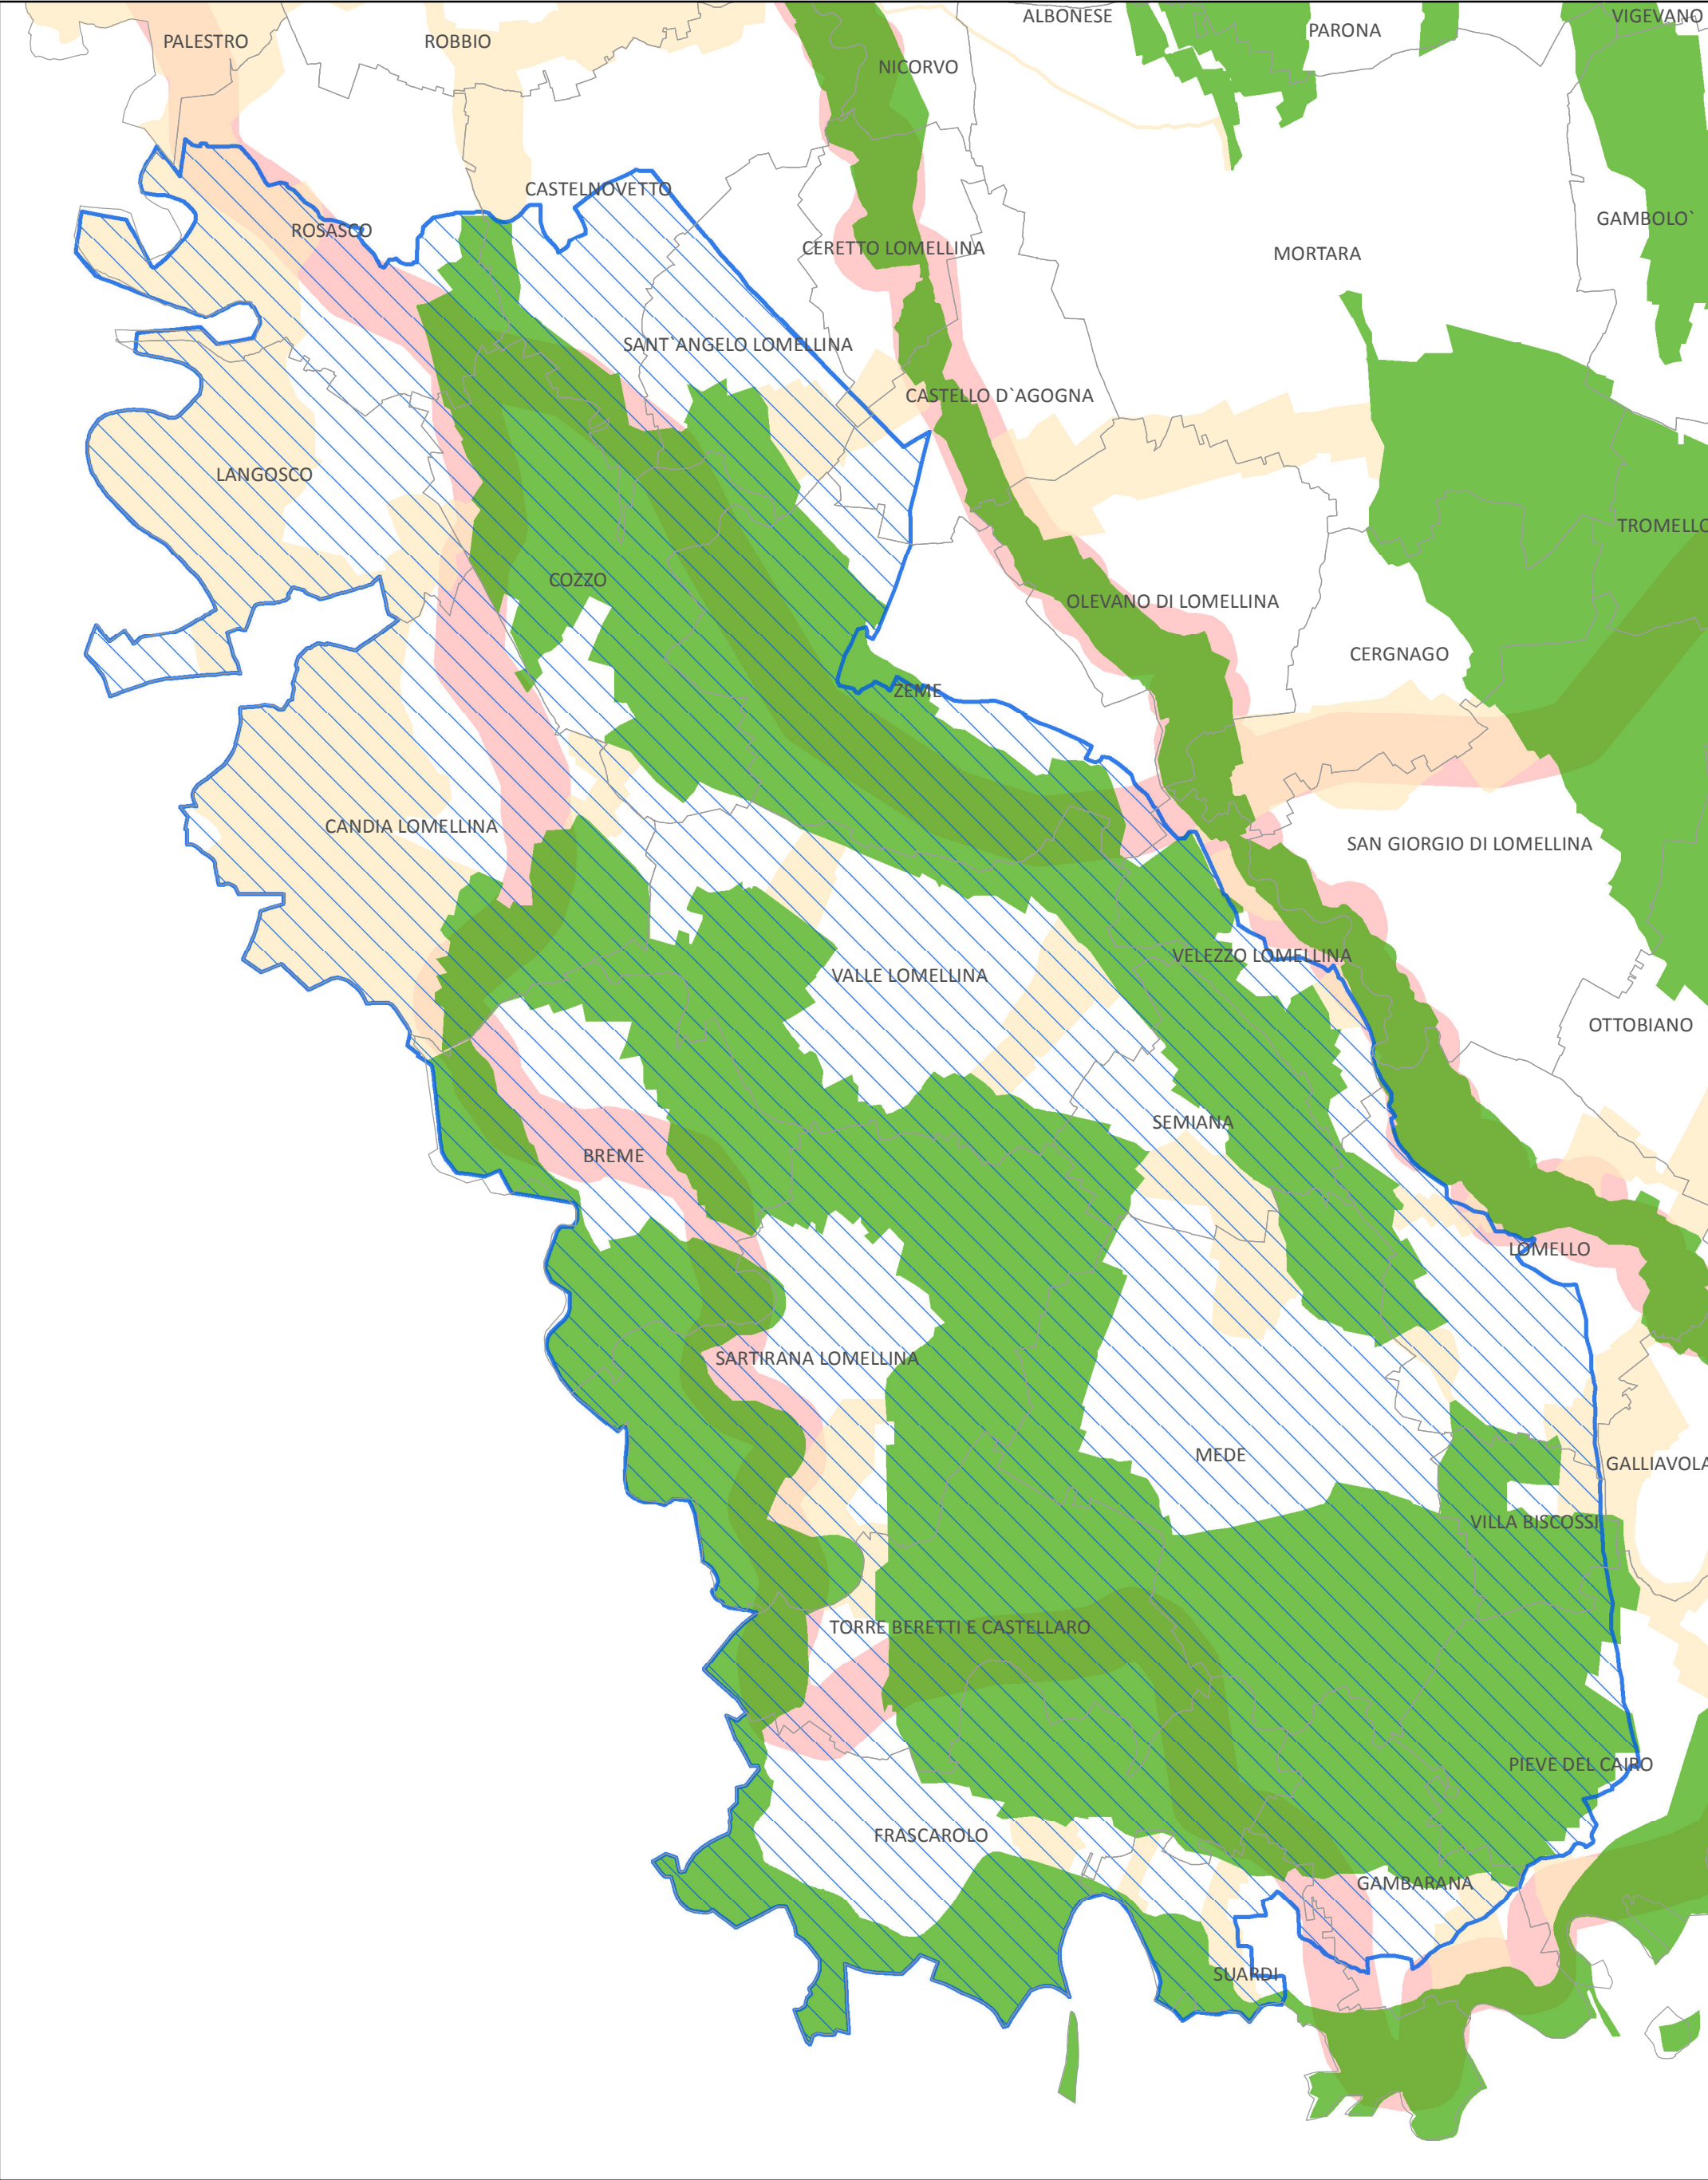 ALBONESE
VIGEVANO
PARONA
PALESTRO
ROBBIO
NICORVO
CASTELNOVETTO
GAMBOLO`
ROSASCO
CERETTO LOMELLINA
MORTARA
SANT`ANGELO LOMELLINA
CASTELLO D`AGOGNA
LANGOSCO
TROMELLO
COZZO
OLEVANO DI LOMELLINA
CERGNAGO
ZEME
CANDIA LOMELLINA
SAN GIORGIO DI LOMELLINA
VELEZZO LOMELLINA
VALLE LOMELLINA
OTTOBIANO
SEMIANA
BREME
LOMELLO
SARTIRANA LOMELLINA
MEDE
GALLIAVOLA
VILLA BISCOSSI
TORRE BERETTI E CASTELLARO
PIEVE DEL CAIRO
FRASCAROLO
GAMBARANA
SUARDI